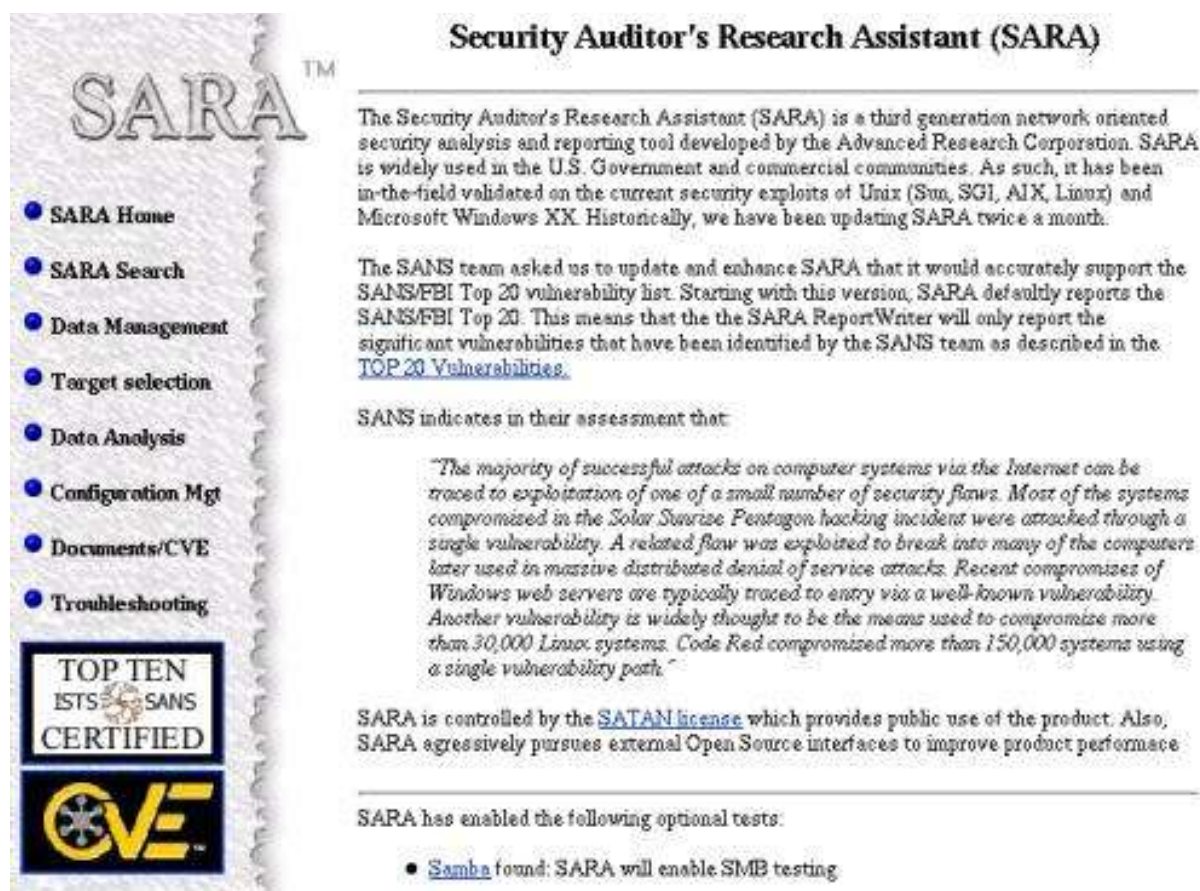 SARA TM
SARA Home
SARA Search
Data Management
Target selection
Data Analysis
Configuration Mgt
Documents/CVE
Troubleshooting
TOP TEN
ISTS SANS
CERTIFIED
CVE
Security Auditor's Research Assistant (SARA)
The Security Auditor's Research Assistant (SARA) is a third generation network oriented
security analysis and reporting tool developed by the Advanced Research Corporation. SARA
is widely used in the U.S. Government and commercial communities. As such, it has been
in-the-field validated on the current security exploits of Unix (Sun, SGI, AIX, Linux) and
Microsoft Windows XX. Historically, we have been updating SARA twice a month.
The SANS team asked us to update and enhance SARA that it would accurately support the
SANS/FBI Top 20 vulnerability list. Starting with this version, SARA defaultly reports the
SANS/FBI Top 20. This means that the the SARA ReportWriter will only report the
significant vulnerabilities that have been identified by the SANS team as described in the
TOP 20 Vulnerabilities.
SANS indicates in their assessment that:
"The majority of successful attacks on computer systems via the Internet can be
traced to exploitation of one of a small number of security flaws. Most of the systems
compromised in the Solar Sunrise Pentagon hacking incident were attacked through a
single vulnerability. A related flaw was exploited to break into many of the computers
later used in massive distributed denial of service attacks. Recent compromises of
Windows web servers are typically traced to entry via a well-known vulnerability.
Another vulnerability is widely thought to be the means used to compromise more
than 30,000 Linux systems. Code Red compromised more than 150,000 systems using
a single vulnerability path."
SARA is controlled by the SATAN license which provides public use of the product. Also,
SARA agressively pursues external Open Source interfaces to improve product performace
SARA has enabled the following optional tests:
• Samba found: SARA will enable SMB testing